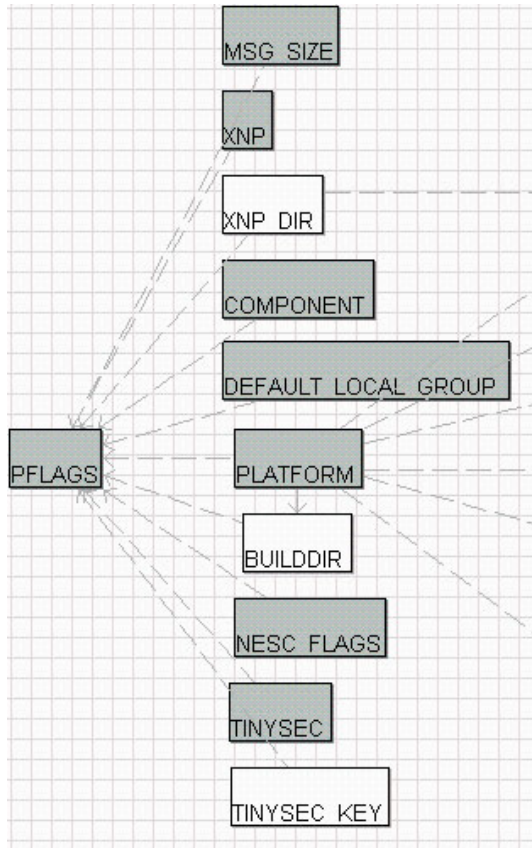 MSG SIZE
XNP
XNP DIR
COMPONENT
DEFAULT LOCAL GROUP
PFLAGS
PLATFORM
BUILDDIR
NESC FLAGS
TINYSEC
TINYSEC KEY